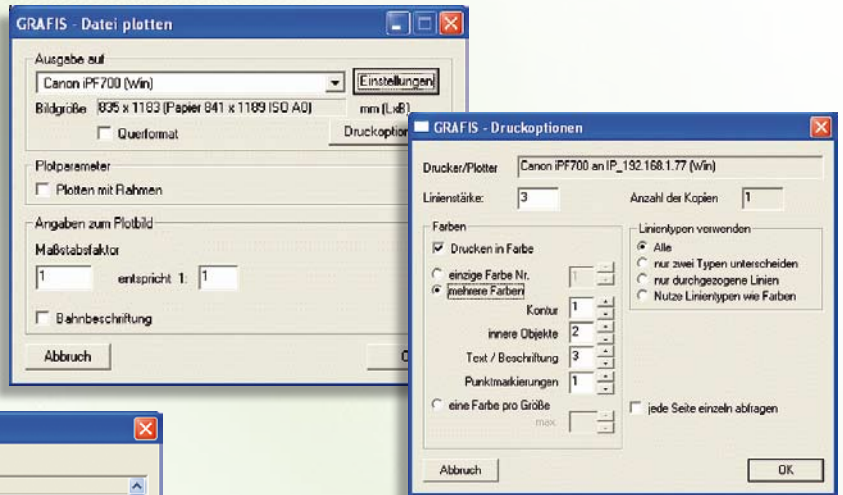 GRAFIS - Datei plotten
Ausgabe auf
Canon iPF700 (Win)
Einstellungen
Bildgröße 835 x 1183 (Papier 841 x 1189 ISO A0) mm (LxB)
Querformat
Plotparameter
Plotten mit Rahmen
Angaben zum Plotbild
Maßstabsfaktor
1 entspricht 1: 1
Bahnbeschriftung
Abbruch
GRAFIS - Druckoptionen
Drucker/Plotter Canon iPF700 an IP_192.168.1.77 (Win)
Linienstärke: 3 Anzahl der Kopien 1
Farben
Drucken in Farbe
einzige Farbe Nr. 1
mehrere Farben
Kontur 1
innere Objekte 2
Text / Beschriftung 3
Punktmarkierungen 1
eine Farbe pro Größe
max.
Linientypen verwenden
Alle
nur zwei Typen unterscheiden
nur durchgezogene Linien
Nutze Linientypen wie Farben
jede Seite einzeln abfragen
Abbruch
OK